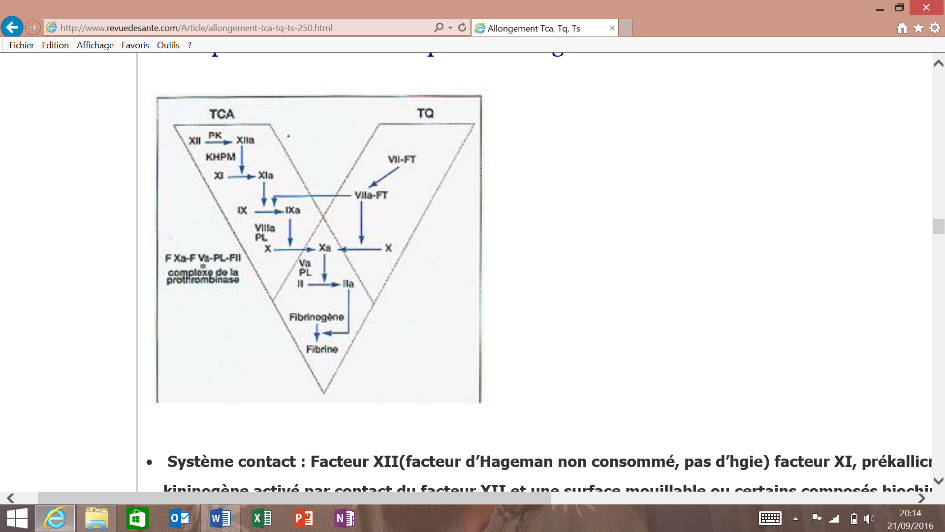 http://www.revuedesante.com/Article/allongement-tca-tq-ts-250.html
Allongement Tca, Tq, Ts
Fichier Edition Affichage Favoris Outils ?
TCA TQ
XII PK XIIa
KHPM
VII-FT
XI XIa
VIIa-FT
IX IXa
VIIIa
PL
X Xa X
F Xa-F Va-PL-FII
=
complexe de la
prothrombinase
Va
PL
II IIa
Fibrinogène
Fibrine
• Système contact : Facteur XII(facteur d'Hageman non consommé, pas d'hgie) facteur XI, prékallicr
kininogène activé par contact du facteur XII et une surface mouillable ou certains composés biochi
20:14
21/09/2016